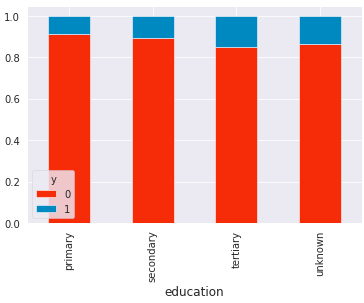 1.0
0.8
0.6
0.4
0.2
0.0
y
0
1
primary
secondary
tertiary
unknown
education